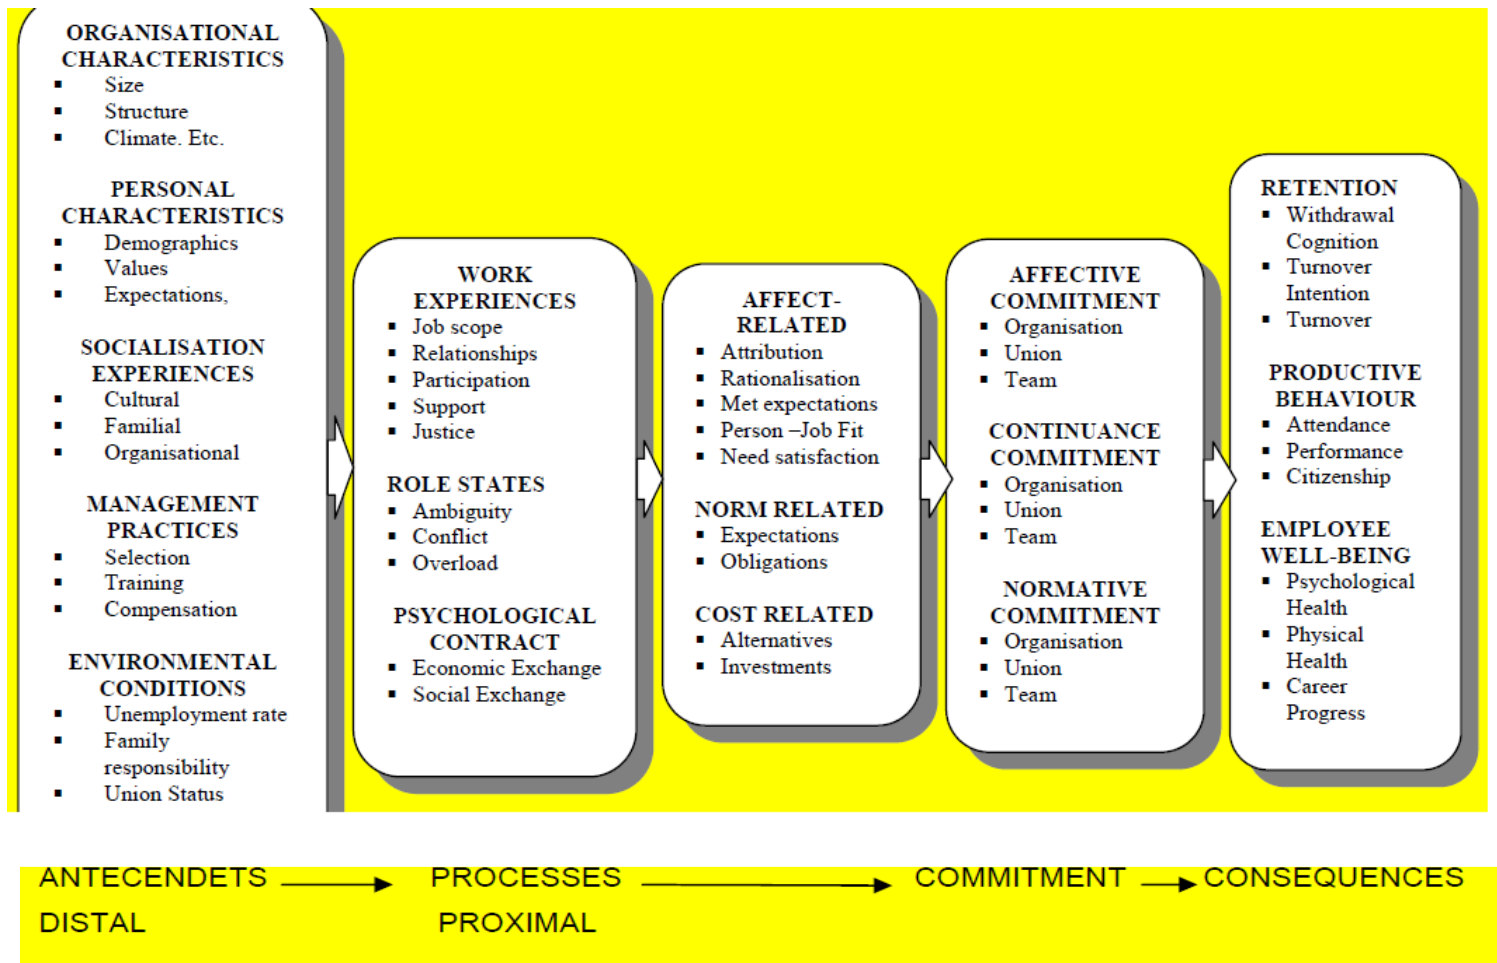 ORGANISATIONAL
CHARACTERISTICS
▪ Size
▪ Structure
▪ Climate. Etc.
PERSONAL
CHARACTERISTICS
▪ Demographics
▪ Values
▪ Expectations,
SOCIALISATION
EXPERIENCES
▪ Cultural
▪ Familial
▪ Organisational
MANAGEMENT
PRACTICES
▪ Selection
▪ Training
▪ Compensation
ENVIRONMENTAL
CONDITIONS
▪ Unemployment rate
▪ Family
responsibility
▪ Union Status
WORK
EXPERIENCES
▪ Job scope
▪ Relationships
▪ Participation
▪ Support
▪ Justice
ROLE STATES
▪ Ambiguity
▪ Conflict
▪ Overload
PSYCHOLOGICAL
CONTRACT
▪ Economic Exchange
▪ Social Exchange
AFFECT-
RELATED
▪ Attribution
▪ Rationalisation
▪ Met expectations
▪ Person –Job Fit
▪ Need satisfaction
NORM RELATED
▪ Expectations
▪ Obligations
COST RELATED
▪ Alternatives
▪ Investments
AFFECTIVE
COMMITMENT
▪ Organisation
▪ Union
▪ Team
CONTINUANCE
COMMITMENT
▪ Organisation
▪ Union
▪ Team
NORMATIVE
COMMITMENT
▪ Organisation
▪ Union
▪ Team
RETENTION
▪ Withdrawal
Cognition
▪ Turnover
Intention
▪ Turnover
PRODUCTIVE
BEHAVIOUR
▪ Attendance
▪ Performance
▪ Citizenship
EMPLOYEE
WELL-BEING
▪ Psychological
Health
▪ Physical
Health
▪ Career
Progress
ANTECENDETS PROCESSES COMMITMENT CONSEQUENCES
DISTAL PROXIMAL